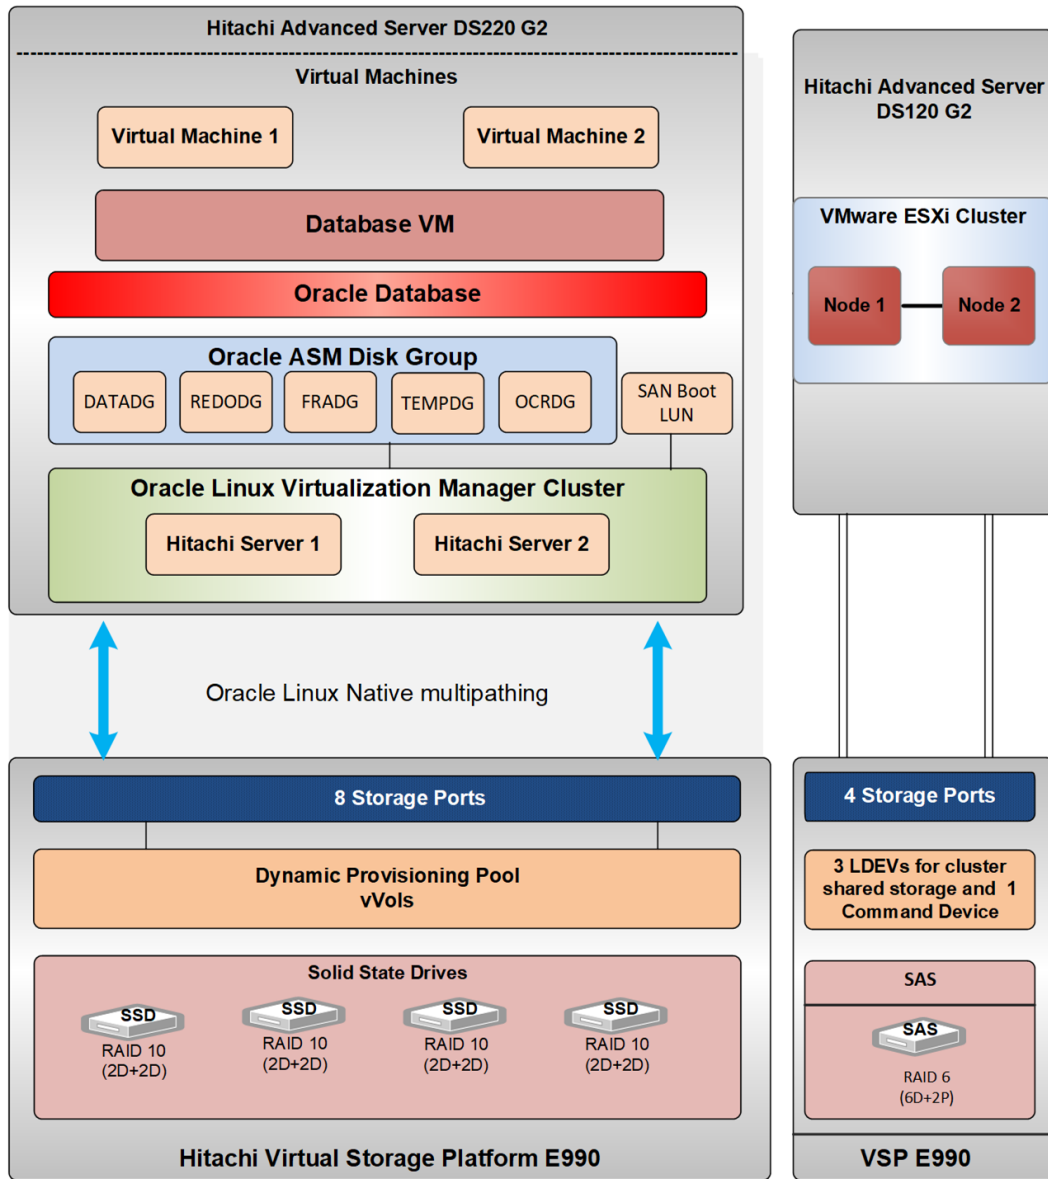 Hitachi Advanced Server DS220 G2
Virtual Machines
Virtual Machine 1
Virtual Machine 2
Database VM
Oracle Database
Oracle ASM Disk Group
DATADG
REDODG
FRADG
TEMPDG
OCRDG
SAN Boot
LUN
Oracle Linux Virtualization Manager Cluster
Hitachi Server 1
Hitachi Server 2
Oracle Linux Native multipathing
8 Storage Ports
Dynamic Provisioning Pool
vVols
Solid State Drives
SSD
RAID 10
(2D+2D)
SSD
RAID 10
(2D+2D)
SSD
RAID 10
(2D+2D)
SSD
RAID 10
(2D+2D)
Hitachi Virtual Storage Platform E990
Hitachi Advanced Server
DS120 G2
VMware ESXi Cluster
Node 1
Node 2
4 Storage Ports
3 LDEVs for cluster
shared storage and 1
Command Device
SAS
SAS
RAID 6
(6D+2P)
VSP E990